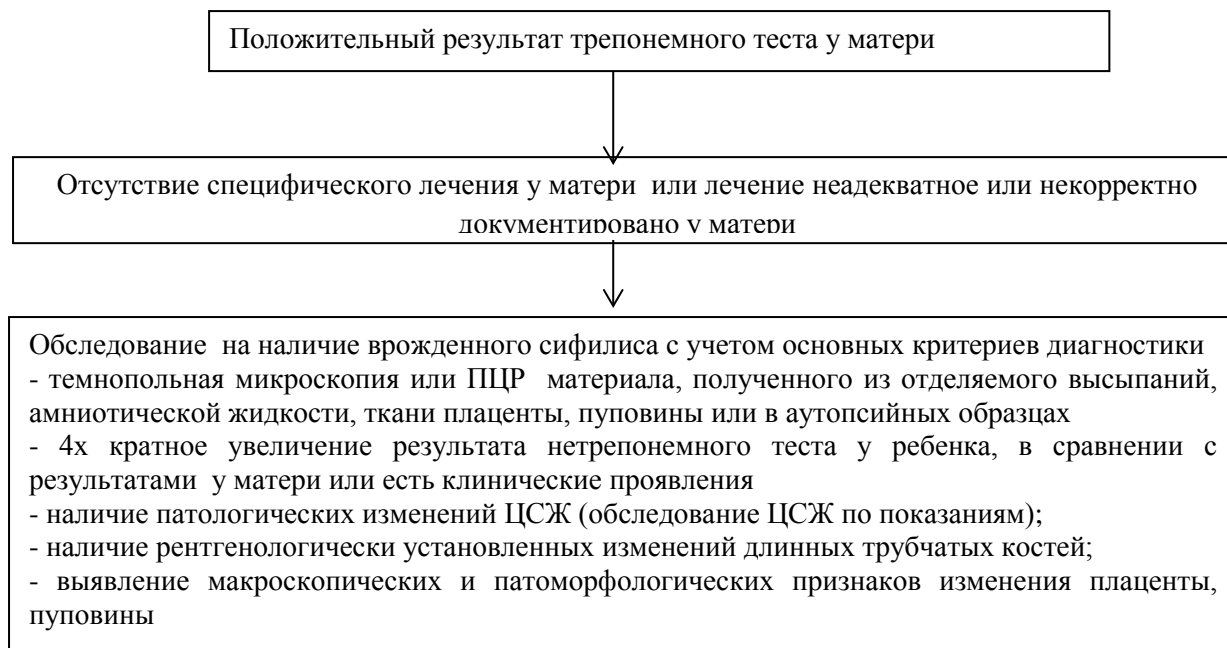 Положительный результат трепонемного теста у матери
Отсутствие специфического лечения у матери или лечение неадекватное или некорректно
документировано у матери
Обследование на наличие врожденного сифилиса с учетом основных критериев диагностики
- темнопольная микроскопия или ПЦР материала, полученного из отделяемого высыпаний,
амниотической жидкости, ткани плаценты, пуповины или в аутопсийных образцах
- 4х кратное увеличение результата нетрепонемного теста у ребенка, в сравнении с
результатами у матери или есть клинические проявления
- наличие патологических изменений ЦСЖ (обследование ЦСЖ по показаниям);
- наличие рентгенологически установленных изменений длинных трубчатых костей;
- выявление макроскопических и патоморфологических признаков изменения плаценты,
пуповины